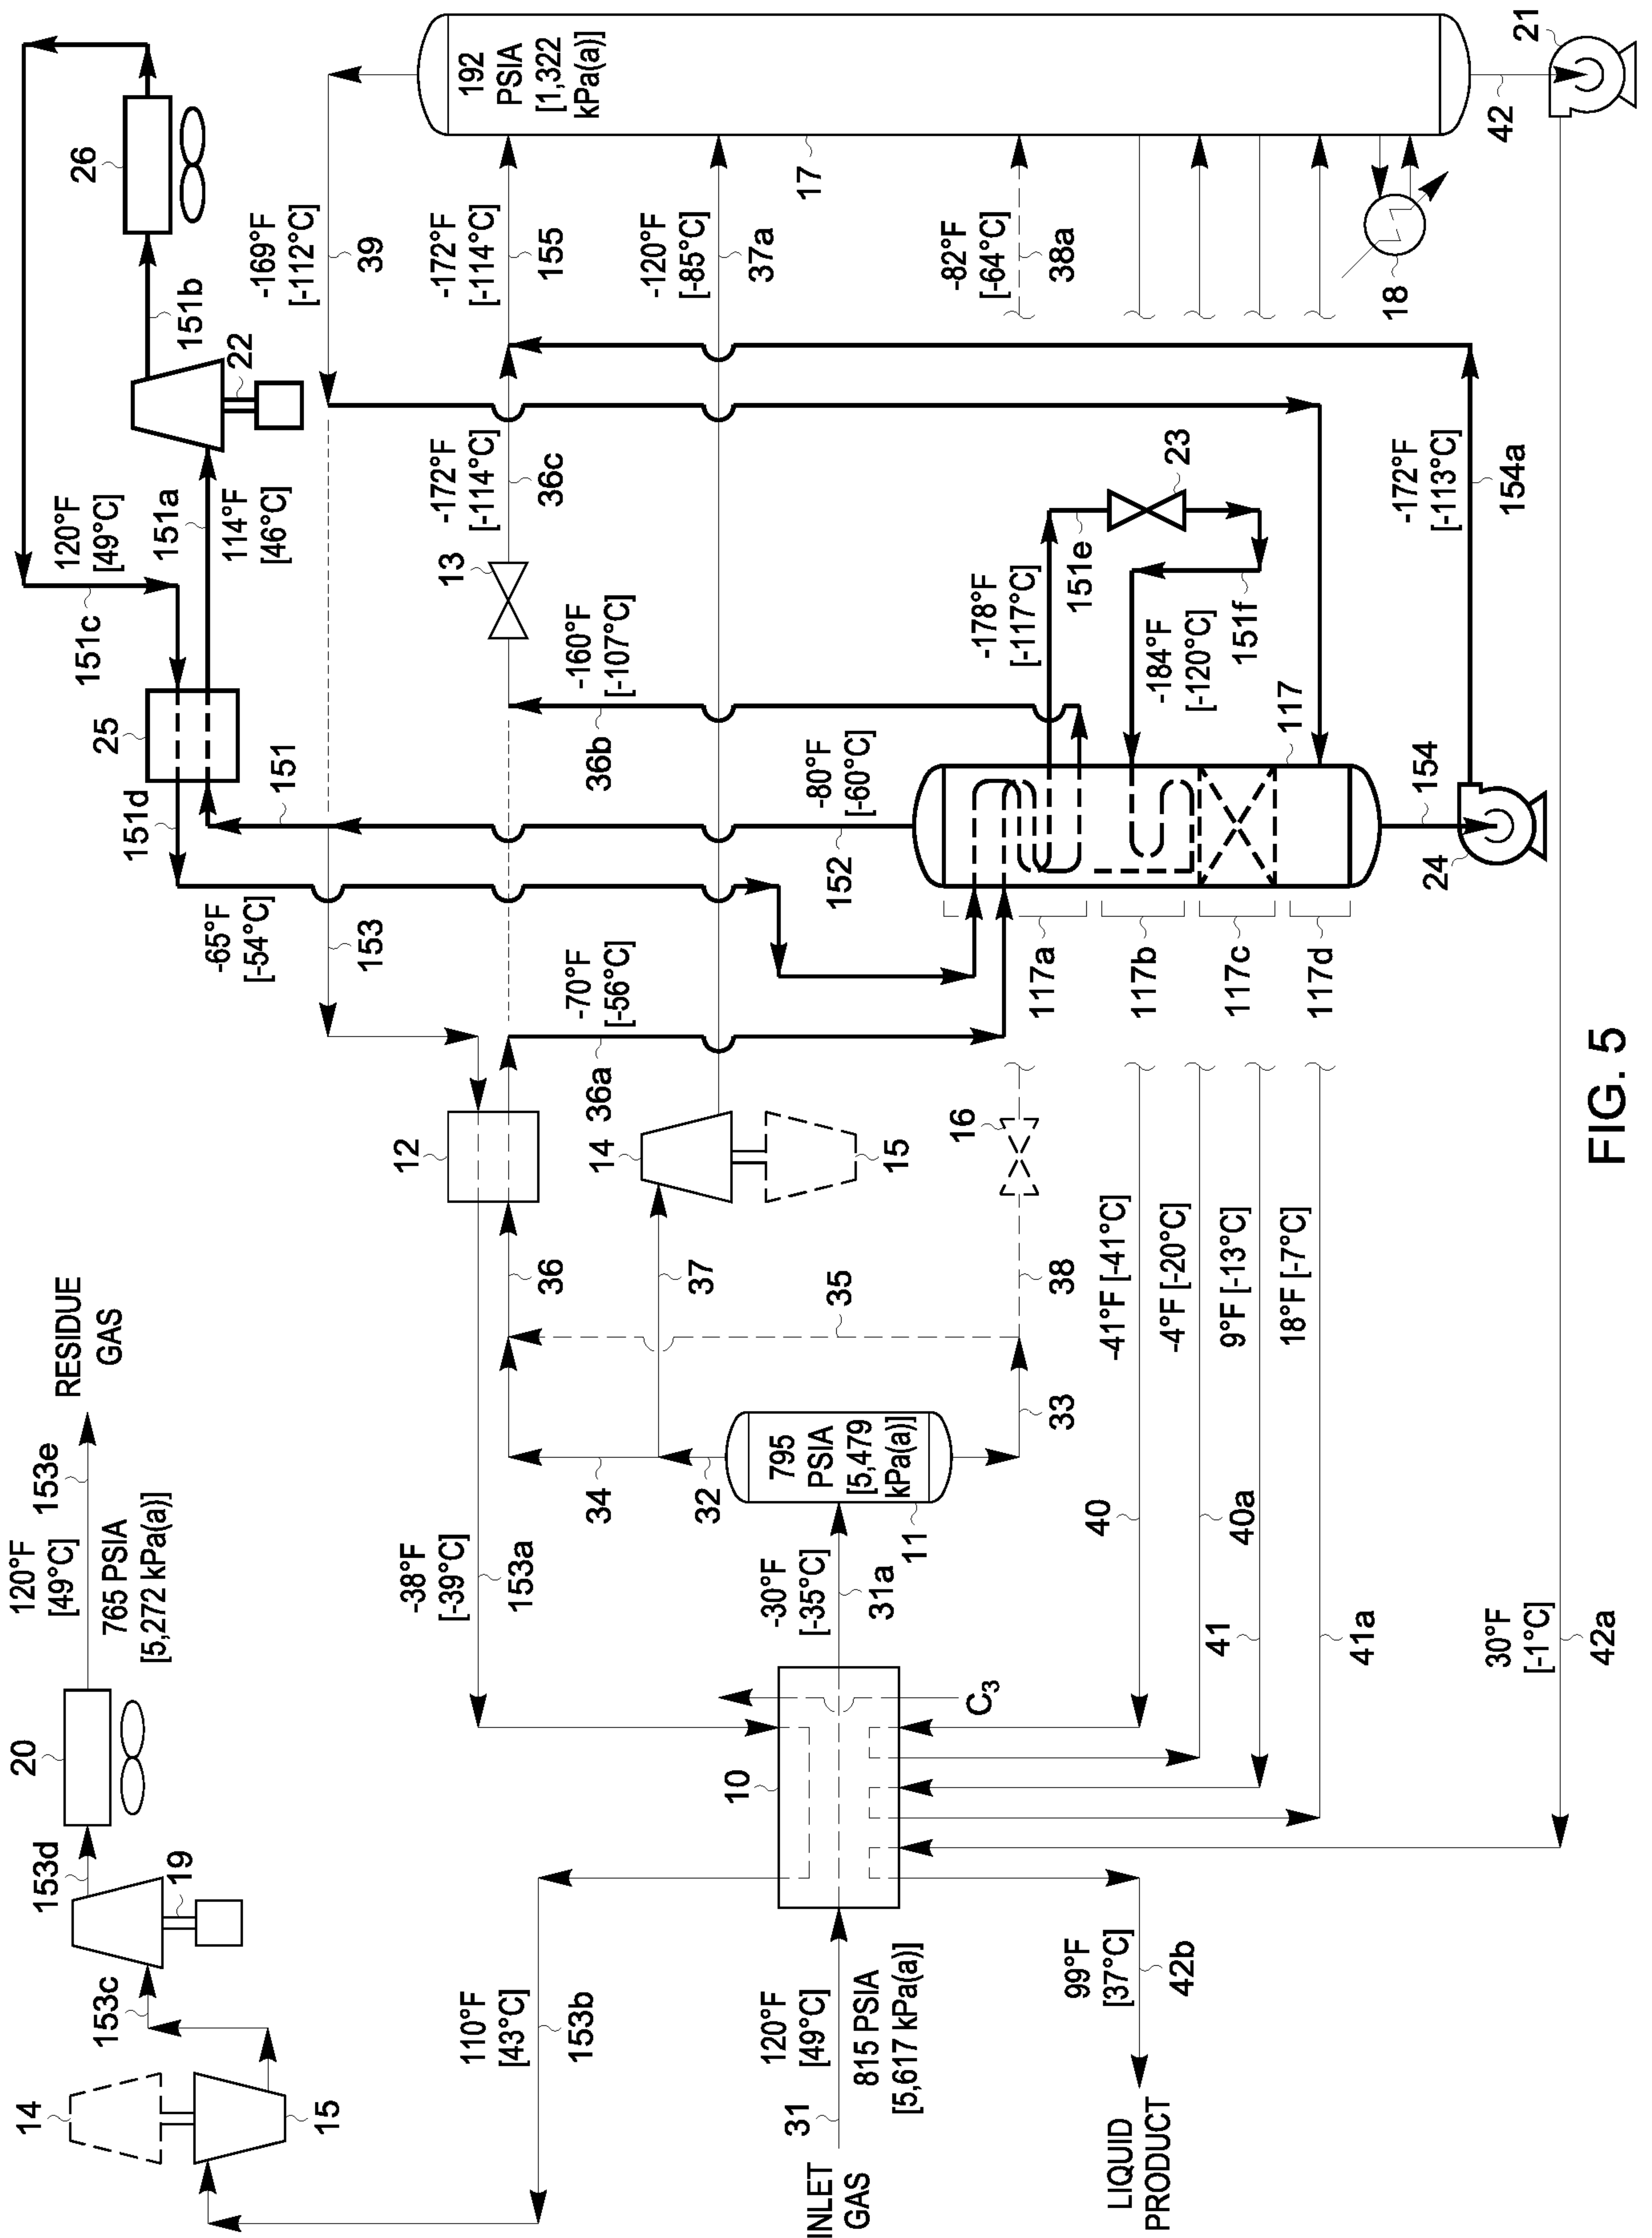 FIG. 5
14
15
153c
19
153d
20
120°F
[49°C]
153e
765 PSIA
[5,272 kPa(a)]
RESIDUE
GAS
110°F
[43°C]
153b
-38°F
[-39°C]
153a
12
-65°F
[-54°C]
153
151d
25
151
151c
120°F
[49°C]
151a
114°F
[46°C]
22
151b
26
-169°F
[-112°C]
39
-172°F
[-114°C]
155
-172°F
[-114°C]
36c
13
-160°F
[-107°C]
36b
-70°F
[-56°C]
36a
36
34
37
14
15
-120°F
[-85°C]
37a
192
PSIA
[1,322
kPa(a)]
17
-82°F
[-64°C]
38a
16
38
35
33
32
795
PSIA
[5,479
kPa(a)]
11
-30°F
[-35°C]
31a
10
C3
INLET
GAS
31
120°F
[49°C]
815 PSIA
[5,617 kPa(a)]
-80°F
[-60°C]
152
-178°F
[-117°C]
151e
23
-184°F
[-120°C]
151f
117
117a
117b
117c
117d
154
24
-172°F
[-113°C]
154a
18
42
21
40
-41°F [-41°C]
40a
-4°F [-20°C]
41
9°F [-13°C]
41a
18°F [-7°C]
30°F
[-1°C]
42a
99°F
[37°C]
42b
LIQUID
PRODUCT